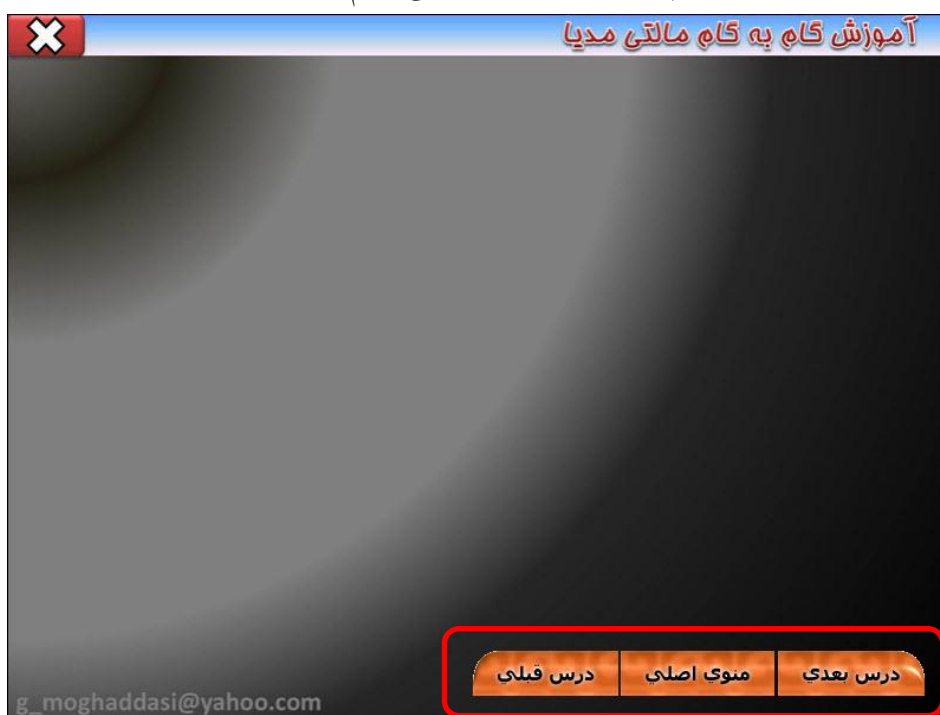 آموزش گام به گام مالتی مدیا
درس بعدي
منوي اصلي
درس قبلي
g_moghaddasi@yahoo.com